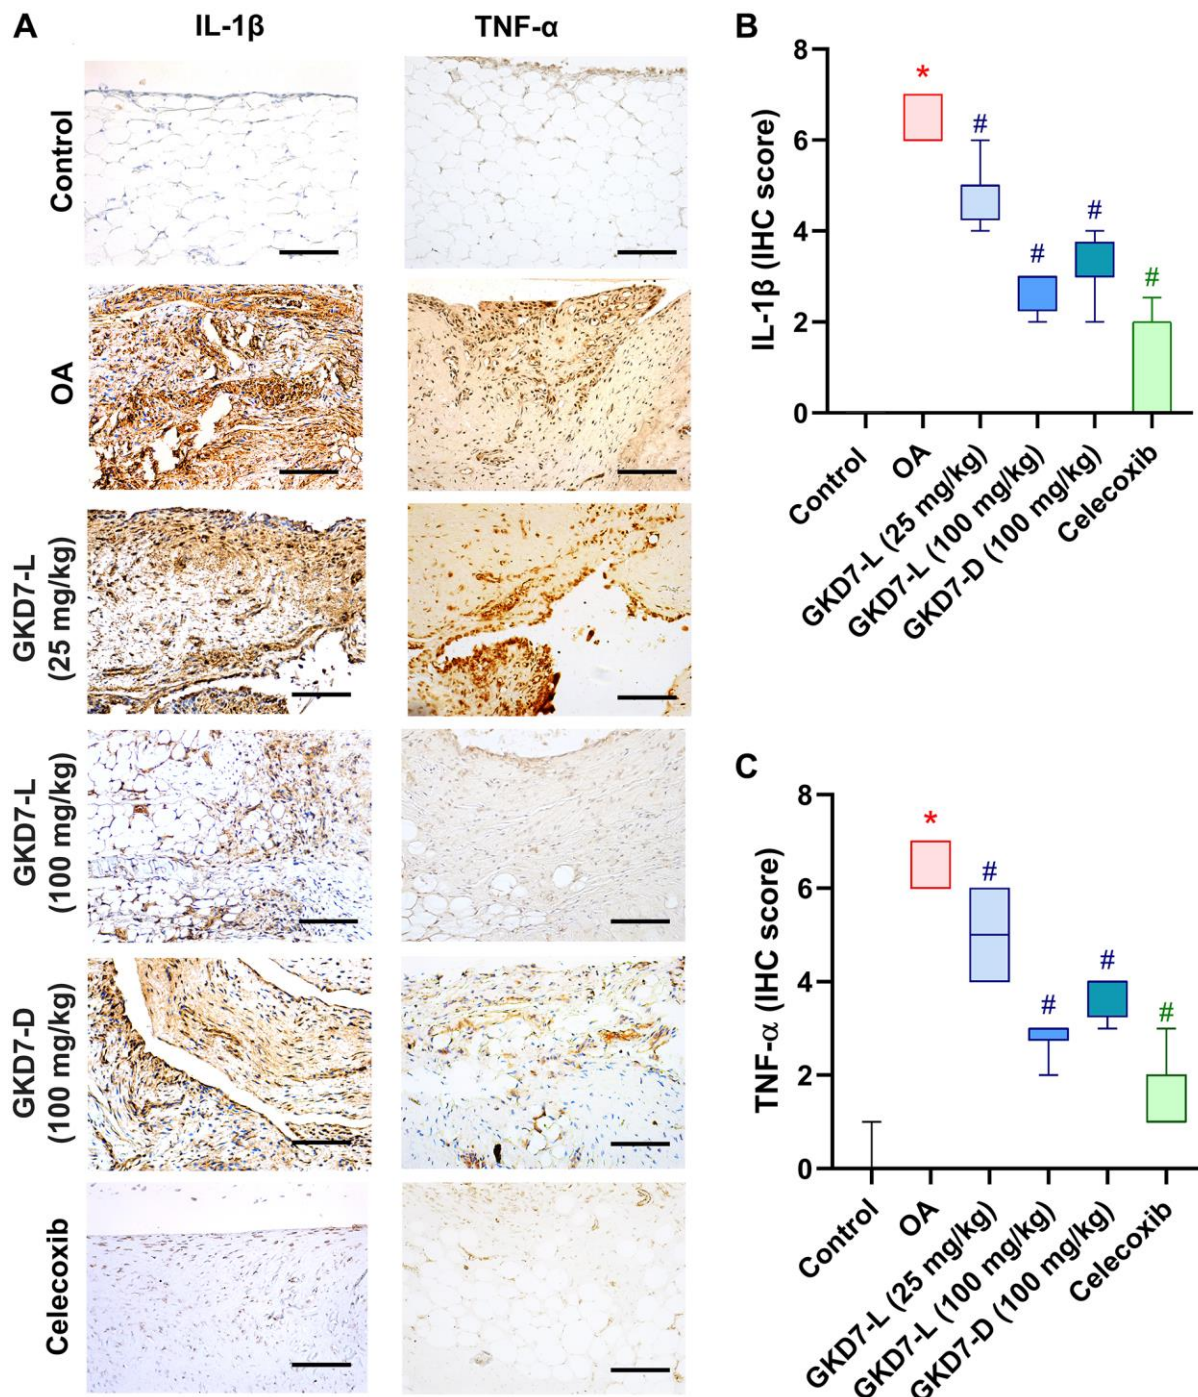 A
IL-1β
TNF-α
Control
OA
GKD7-L
(25 mg/kg)
GKD7-L
(100 mg/kg)
GKD7-D
(100 mg/kg)
Celecoxib
B
IL-1β (IHC score)
8
6
4
2
0
*
#
#
#
#
Control
OA
GKD7-L (25 mg/kg)
GKD7-L (100 mg/kg)
GKD7-D (100 mg/kg)
Celecoxib
C
TNF-α (IHC score)
8
6
4
2
0
*
#
#
#
#
Control
OA
GKD7-L (25 mg/kg)
GKD7-L (100 mg/kg)
GKD7-D (100 mg/kg)
Celecoxib